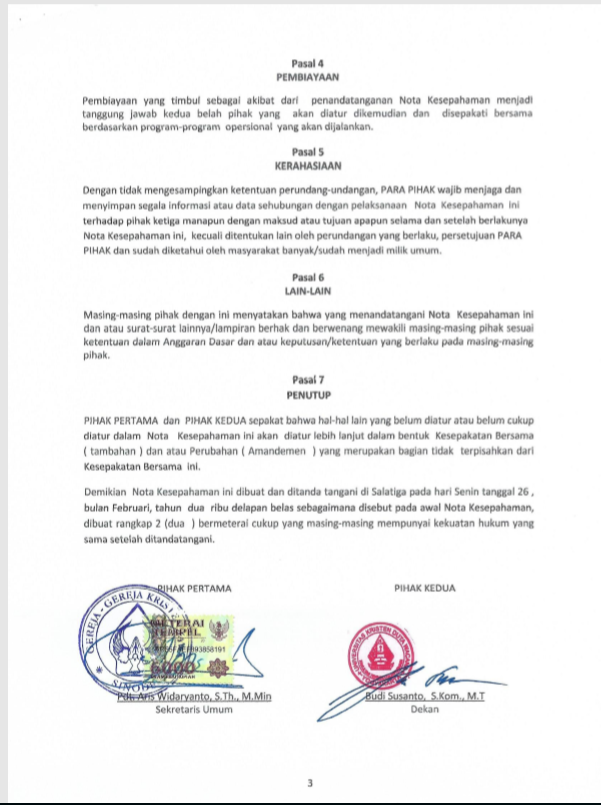 Pasal 4
PEMBIAYAAN
Pembiayaan yang timbul sebagai akibat dari penandatanganan Nota Kesepahaman menjadi
tanggung jawab kedua belah pihak yang akan diatur dikemudian dan disepakati bersama
berdasarkan program-program opersional yang akan dijalankan.
Pasal 5
KERAHASIAAN
Dengan tidak mengesampingkan ketentuan perundang-undangan, PARA PIHAK wajib menjaga dan
menyimpan segala informasi atau data sehubungan dengan pelaksanaan Nota Kesepahaman ini
terhadap pihak ketiga manapun dengan maksud atau tujuan apapun selama dan setelah berlakunya
Nota Kesepahaman ini, kecuali ditentukan lain oleh perundangan yang berlaku, persetujuan PARA
PIHAK dan sudah diketahui oleh masyarakat banyak/sudah menjadi milik umum.
Pasal 6
LAIN-LAIN
Masing-masing pihak dengan ini menyatakan bahwa yang menandatangani Nota Kesepahaman ini
dan atau surat-surat lainnya/lampiran berhak dan berwenang mewakili masing-masing pihak sesuai
ketentuan dalam Anggaran Dasar dan atau keputusan/ketentuan yang berlaku pada masing-masing
pihak.
Pasal 7
PENUTUP
PIHAK PERTAMA dan PIHAK KEDUA sepakat bahwa hal-hal lain yang belum diatur atau belum cukup
diatur dalam Nota Kesepahaman ini akan diatur lebih lanjut dalam bentuk Kesepakatan Bersama
( tambahan ) dan atau Perubahan ( Amandemen ) yang merupakan bagian tidak terpisahkan dari
Kesepakatan Bersama ini.
Demikian Nota Kesepahaman ini dibuat dan ditanda tangani di Salatiga pada hari Senin tanggal 26 ,
bulan Februari, tahun dua ribu delapan belas sebagaimana disebut pada awal Nota Kesepahaman,
dibuat rangkap 2 (dua ) bermeterai cukup yang masing-masing mempunyai kekuatan hukum yang
sama setelah ditandatangani.
PIHAK PERTAMA PIHAK KEDUA
GEREJA - GEREJA KRIS
METERAI
TEMPEL
893858191
6000
SINODE
UNIVERSITAS KRISTEN DUTA
Pdt. Aris Widaryanto, S.Th., M.Min Budi Susanto, S.Kom., M.T
Sekretaris Umum Dekan
3